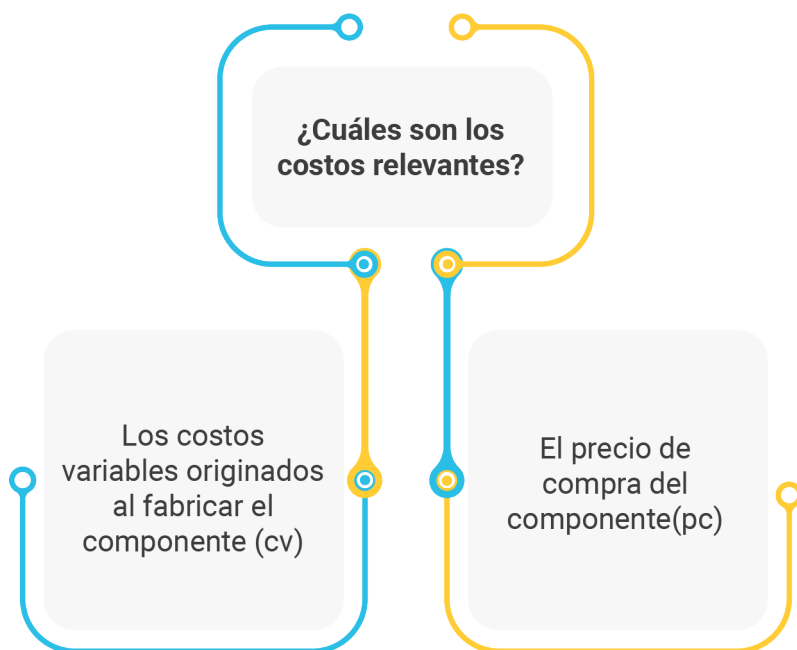 ¿Cuáles son los
costos relevantes?
Los costos
variables originados
al fabricar el
componente (cv)
El precio de
compra del
componente(pc)